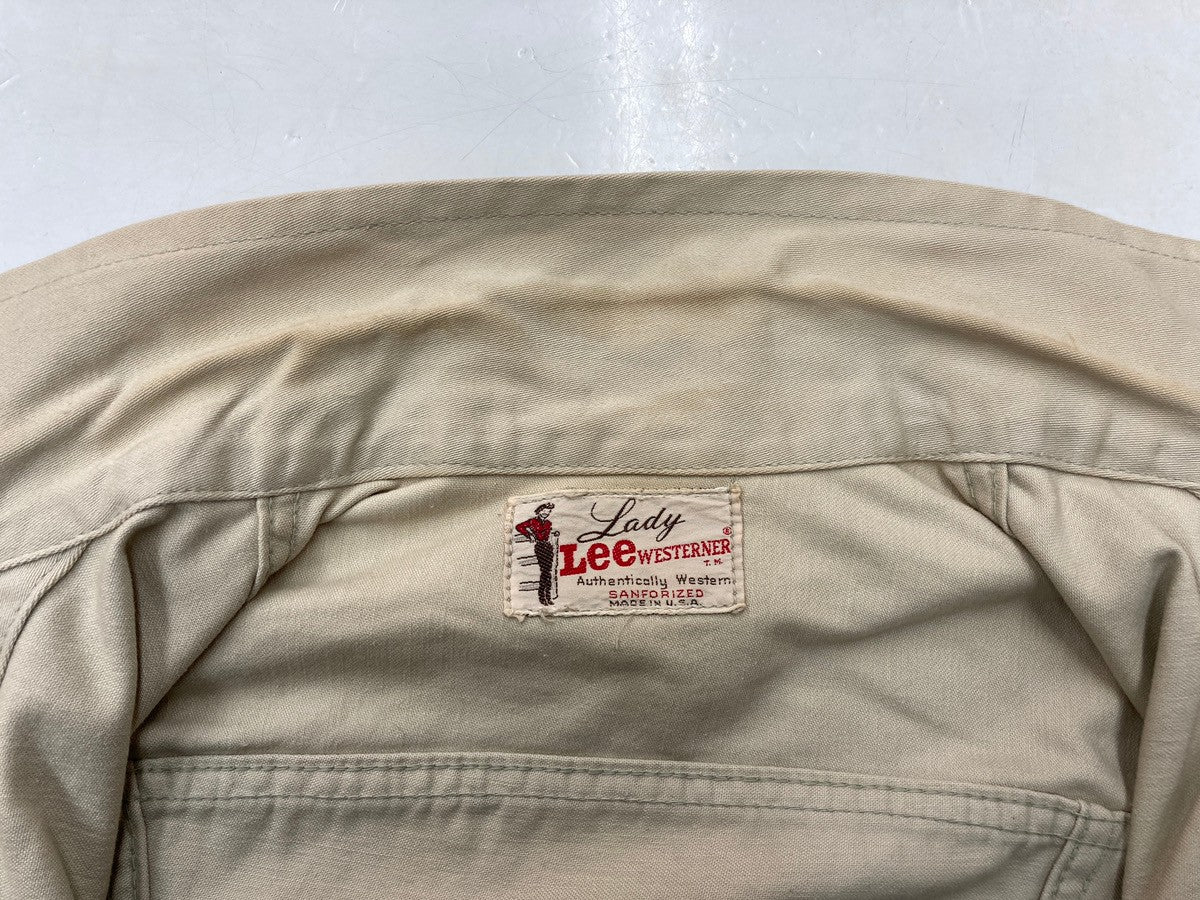 Lady
Lee WESTERNER ®
T.M.
Authentically Western
SANFORIZED
MADE IN U.S.A.